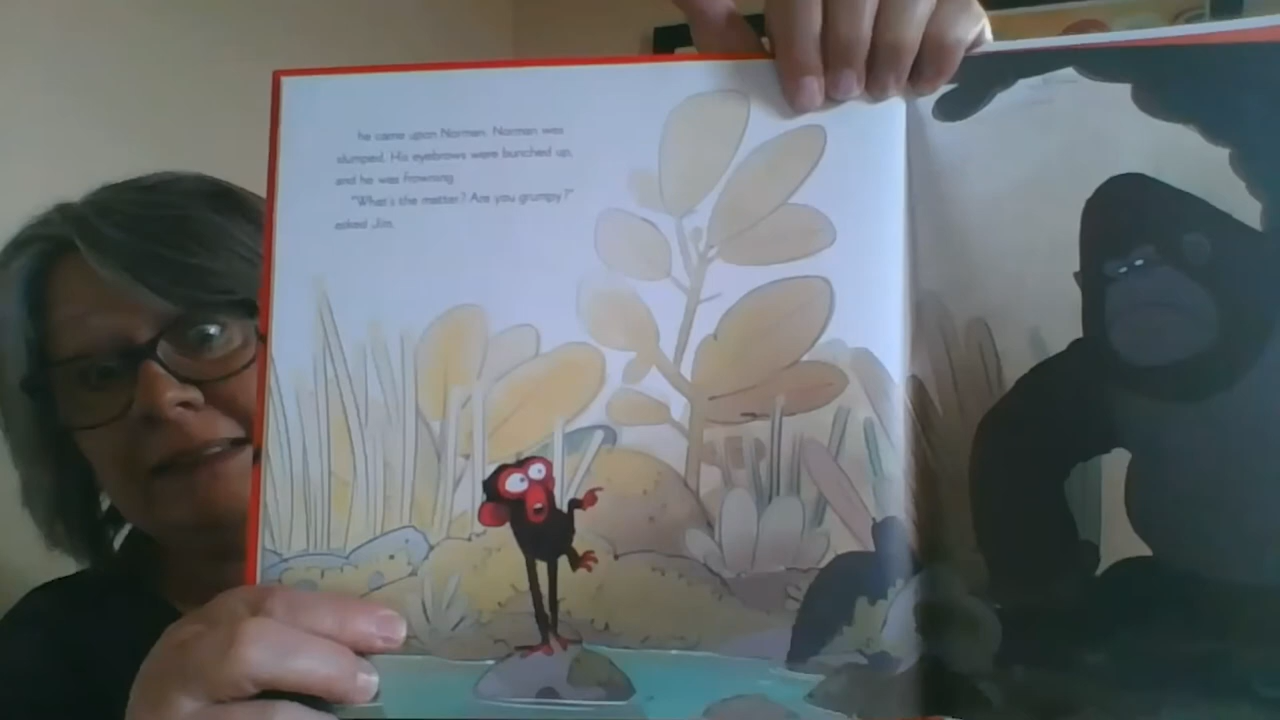 he came upon Norman. Norman was
slumped. His eyebrows were bunched up,
and he was frowning.
"What's the matter? Are you grumpy?"
asked Jim.